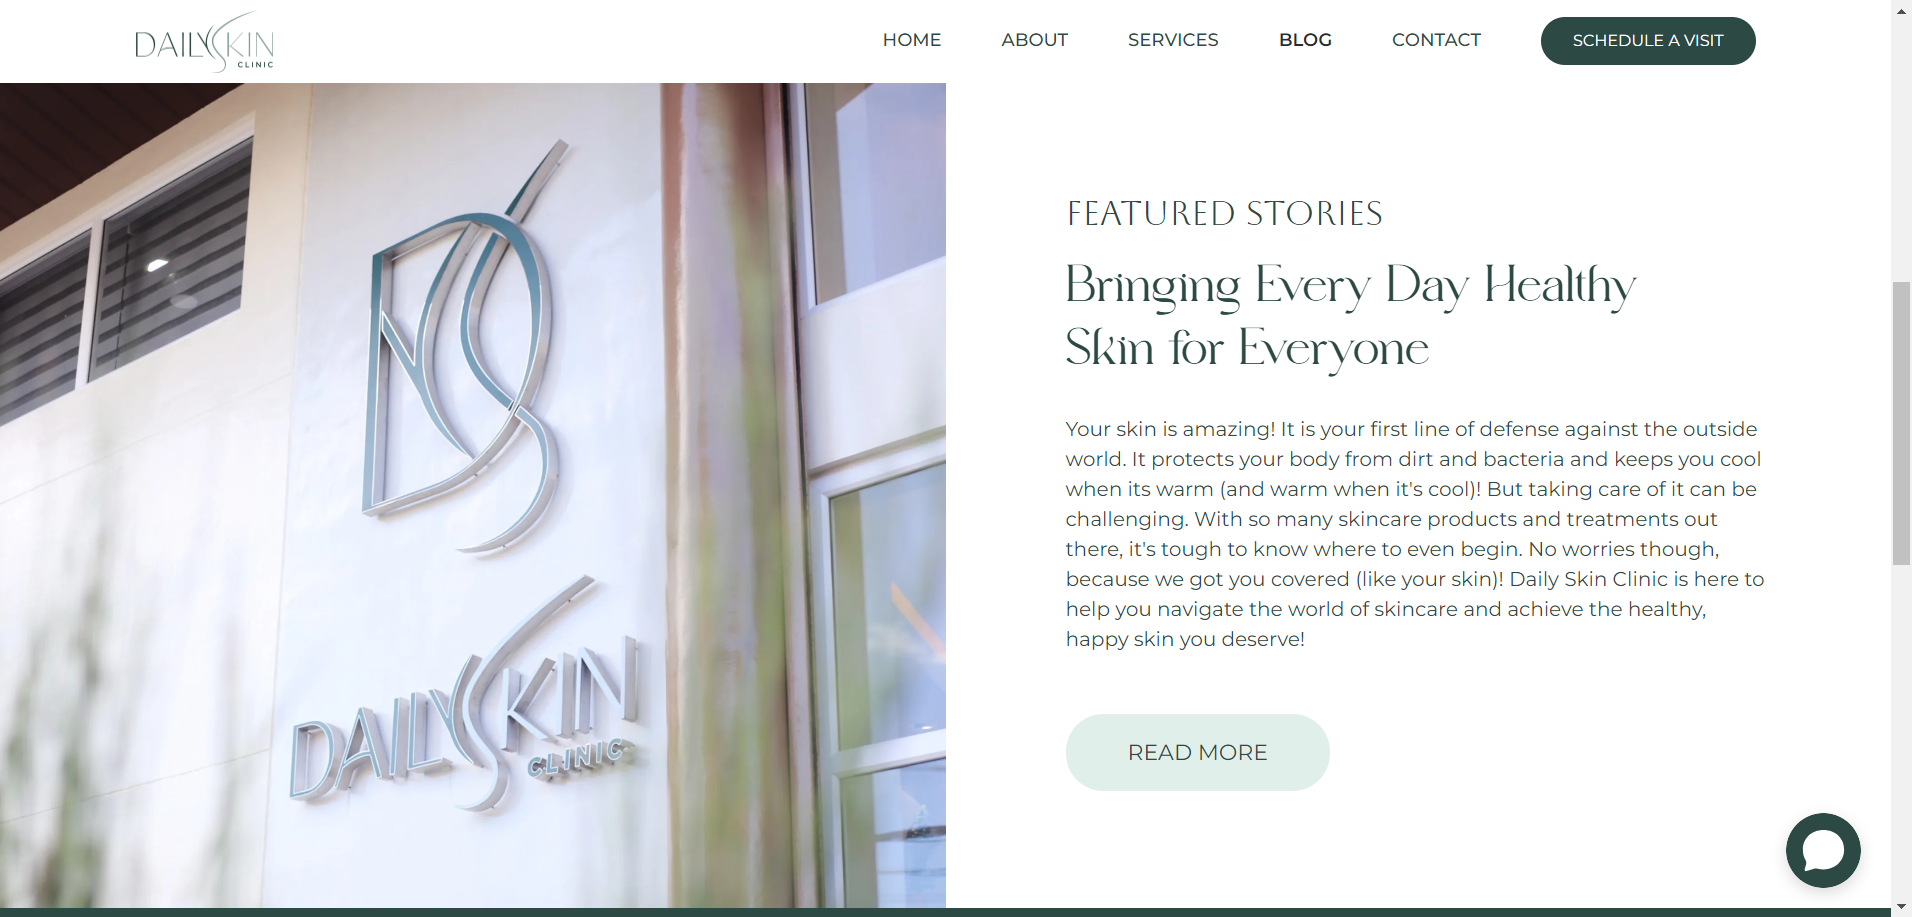 DAILYSKIN
CLINIC
HOME
ABOUT
SERVICES
BLOG
CONTACT
SCHEDULE A VISIT
DS
DAILYSKIN
CLINIC
FEATURED STORIES
Bringing Every Day Healthy
Skin for Everyone
Your skin is amazing! It is your first line of defense against the outside
world. It protects your body from dirt and bacteria and keeps you cool
when its warm (and warm when it's cool)! But taking care of it can be
challenging. With so many skincare products and treatments out
there, it's tough to know where to even begin. No worries though,
because we got you covered (like your skin)! Daily Skin Clinic is here to
help you navigate the world of skincare and achieve the healthy,
happy skin you deserve!
READ MORE